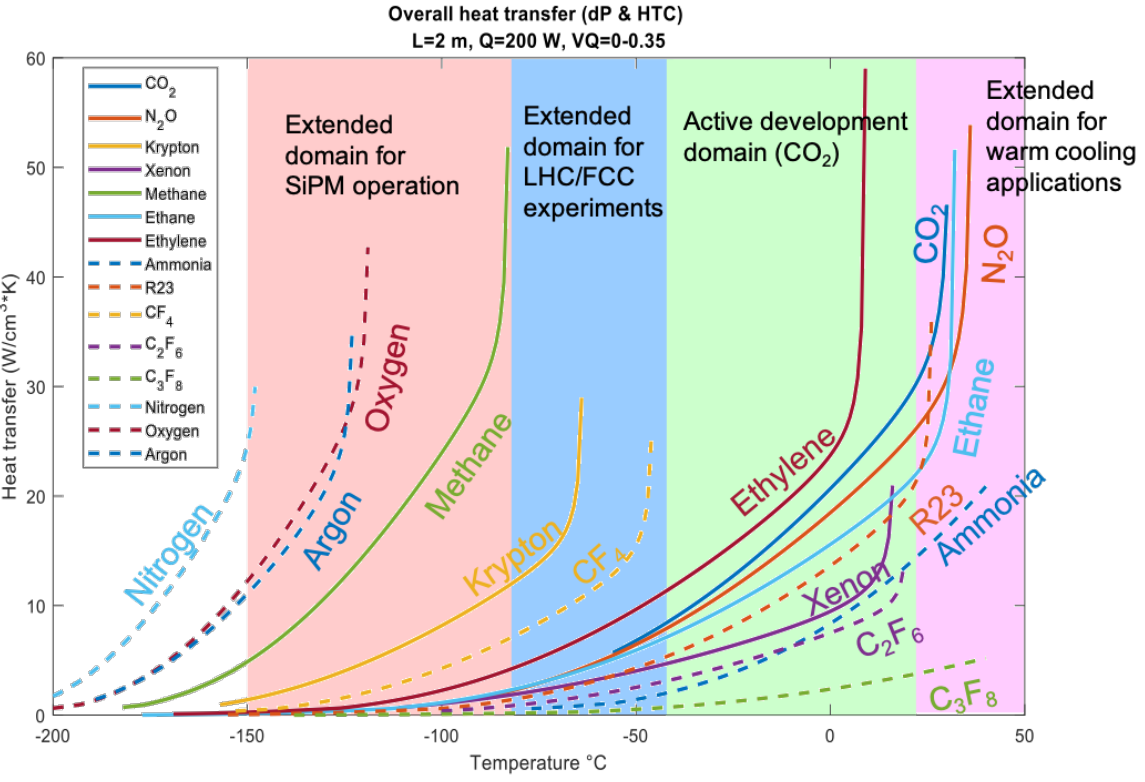 Overall heat transfer (dP & HTC)
L=2 m, Q=200 W, VQ=0-0.35
Heat transfer (W/cm³*K)
60
50
40
30
20
10
0
CO₂
N₂O
Krypton
Xenon
Methane
Ethane
Ethylene
Ammonia
R23
CF₄
C₂F₆
C₃F₈
Nitrogen
Oxygen
Argon
Extended
domain for
SiPM operation
Extended
domain for
LHC/FCC
experiments
Active development
domain (CO₂)
Extended
domain for
warm cooling
applications
Nitrogen
Argon
Oxygen
Methane
Krypton
CF₄
Ethylene
CO₂
N₂O
Ethane
R23
Ammonia
Xenon
C₂F₆
C₃F₈
-200
-150
-100
-50
0
50
Temperature °C